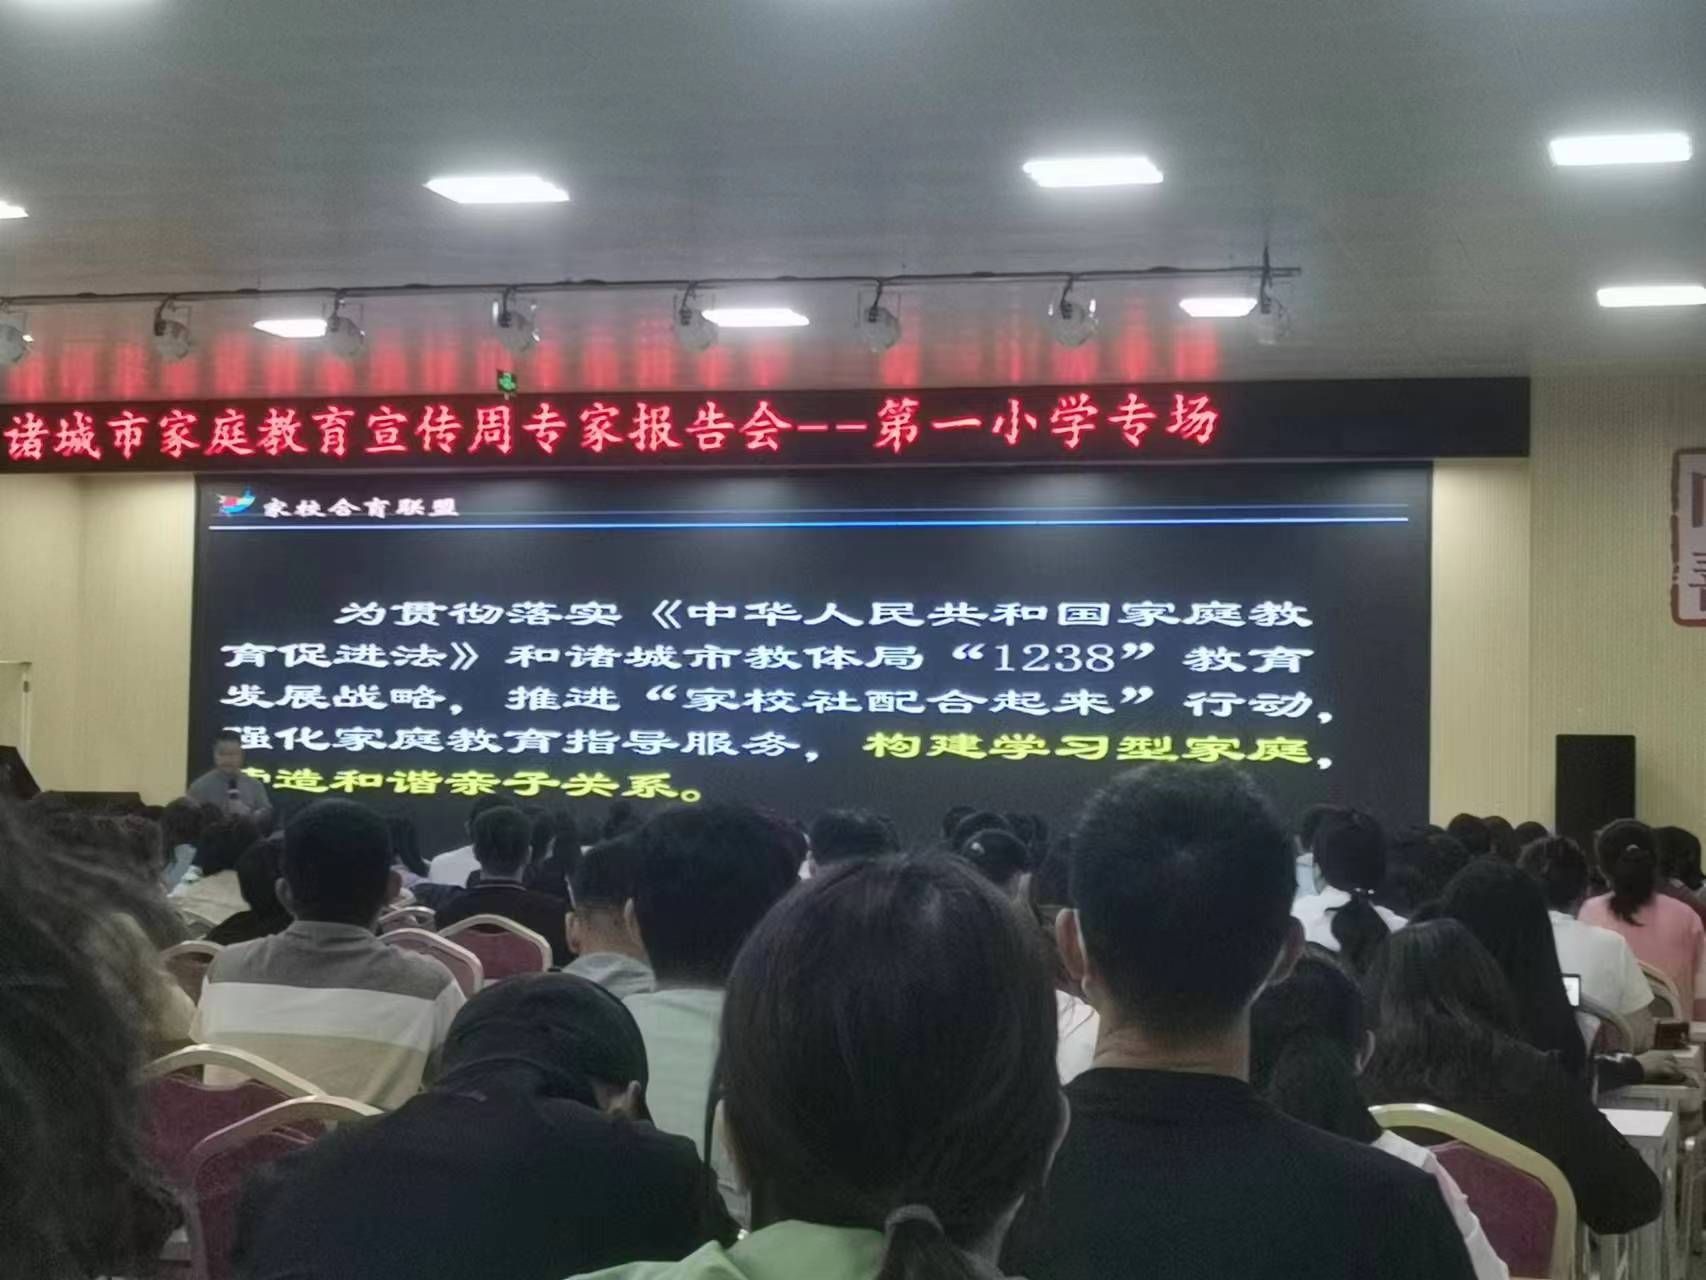 诸城市家庭教育宣传周专家报告会--第一小学专场
家校合育联盟
为贯彻落实《中华人民共和国家庭教
育促进法》和诸城市教体局“1238”教育
发展战略，推进“家校社配合起来”行动，
强化家庭教育指导服务，构建学习型家庭，
造和谐亲子关系。